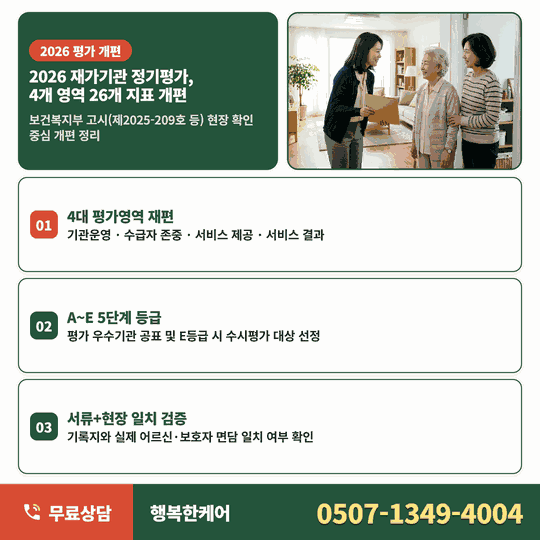 2026 평가 개편
2026 재가기관 정기평가,
4개 영역 26개 지표 개편
보건복지부 고시(제2025-209호 등) 현장 확인
중심 개편 정리
01
4대 평가영역 재편
기관운영 · 수급자 존중 · 서비스 제공 · 서비스 결과
02
A~E 5단계 등급
평가 우수기관 공표 및 E등급 시 수시평가 대상 선정
03
서류+현장 일치 검증
기록지와 실제 어르신·보호자 면담 일치 여부 확인
무료상담
행복한케어
0507-1349-4004